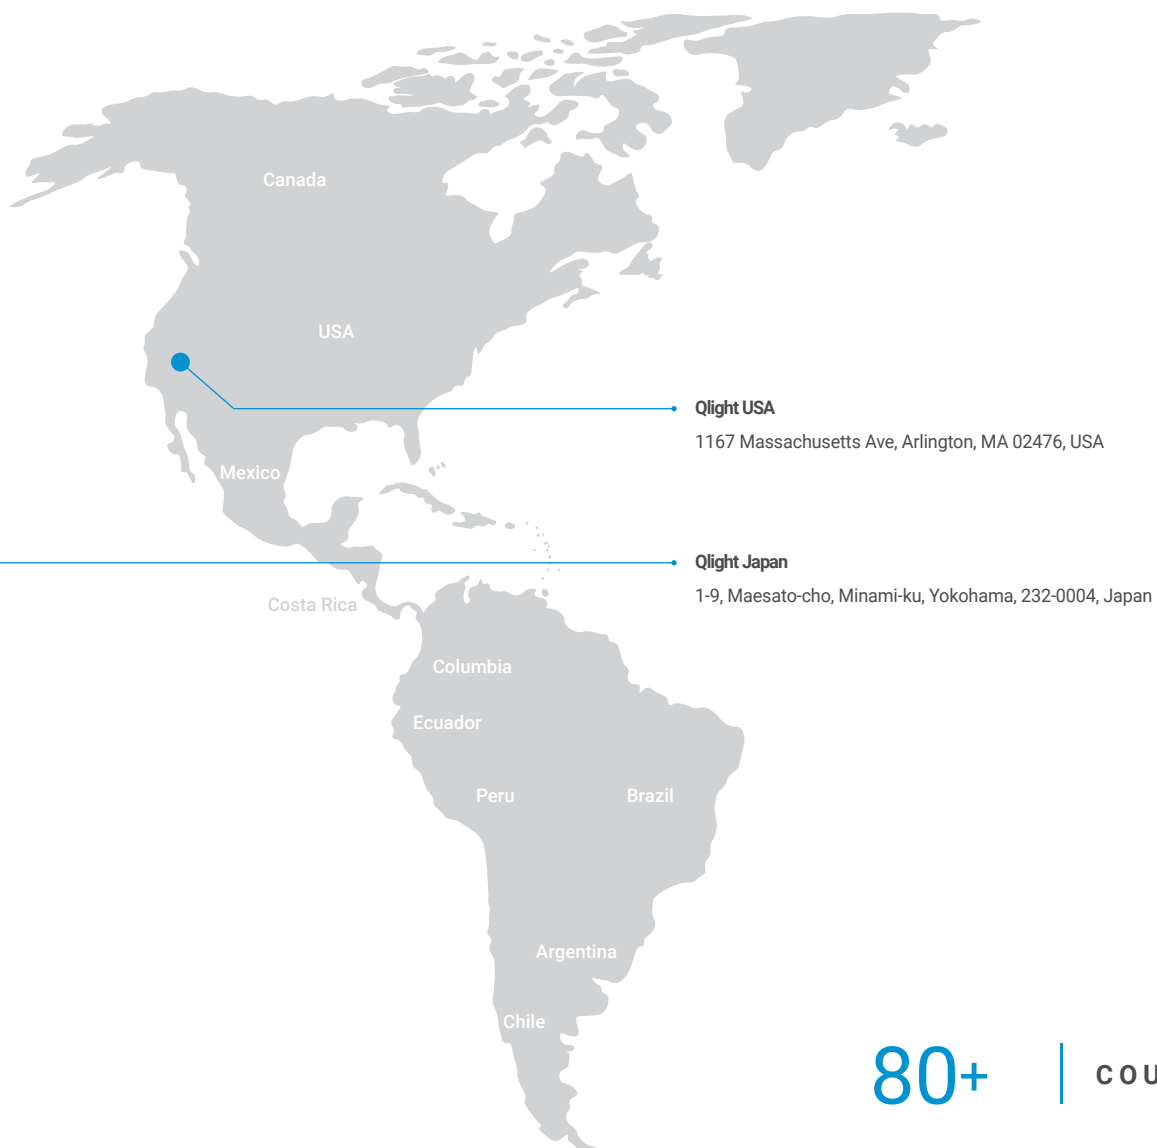 Canada
USA
Qlight USA
1167 Massachusetts Ave, Arlington, MA 02476, USA
Mexico
Qlight Japan
1-9, Maesato-cho, Minami-ku, Yokohama, 232-0004, Japan
Costa Rica
Columbia
Ecuador
Peru
Brazil
Argentina
Chile
80+